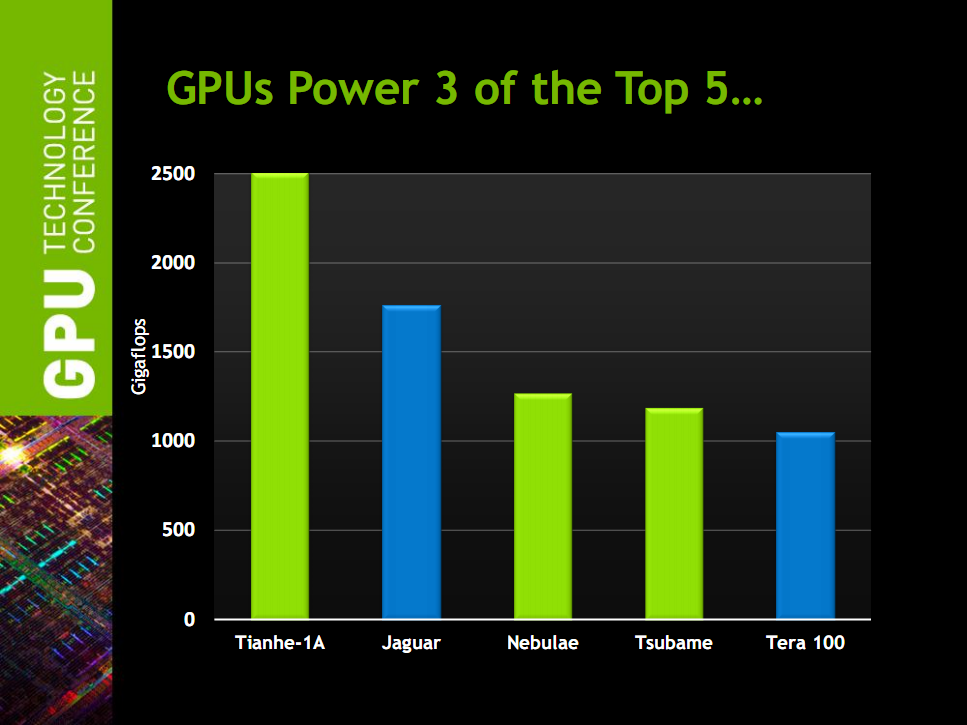 GPU TECHNOLOGY
CONFERENCE
GPUs Power 3 of the Top 5…
Gigaflops
2500
2000
1500
1000
500
0
Tianhe-1A Jaguar Nebulae Tsubame Tera 100